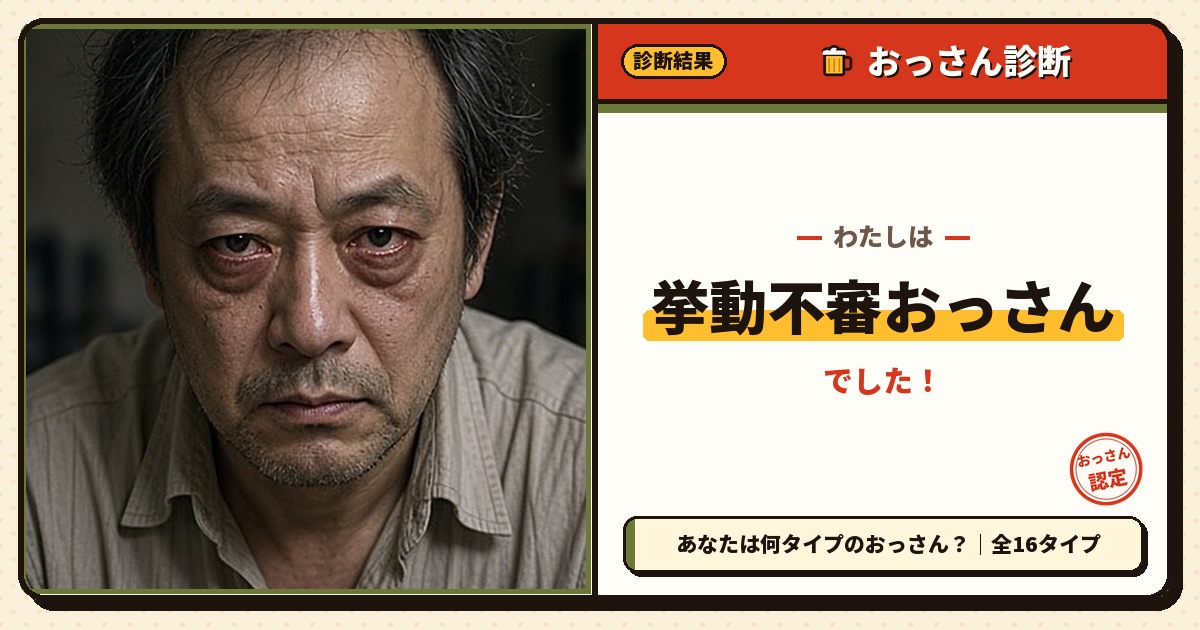 診断結果
おっさん診断
わたしは
挙動不審おっさん
でした！
おっさん
認定
あなたは何タイプのおっさん？｜全16タイプ